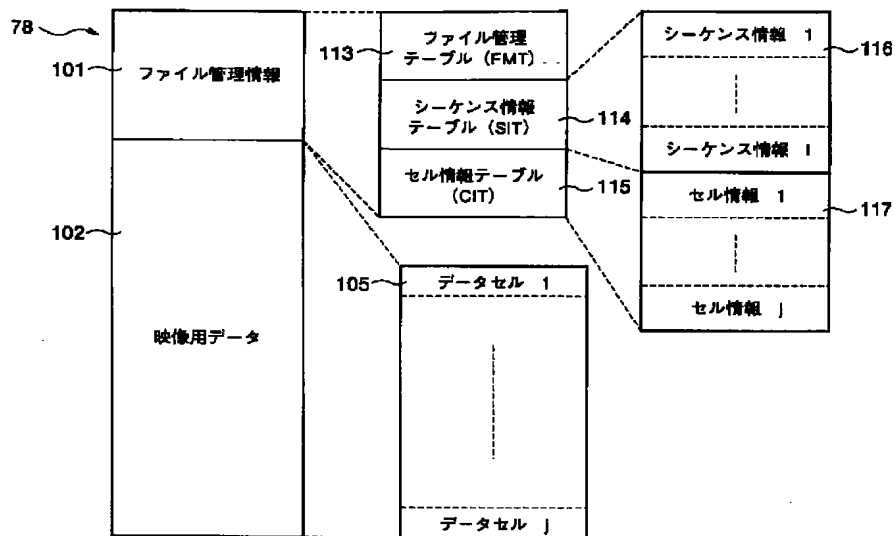 78
101
ファイル管理情報
102
映像用データ
113
ファイル管理
テーブル (FMT)
シーケンス情報
テーブル (SIT)
114
セル情報テーブル
(CIT)
115
105
データセル 1
データセル j
シーケンス情報 1
116
シーケンス情報 i
セル情報 1
117
セル情報 j